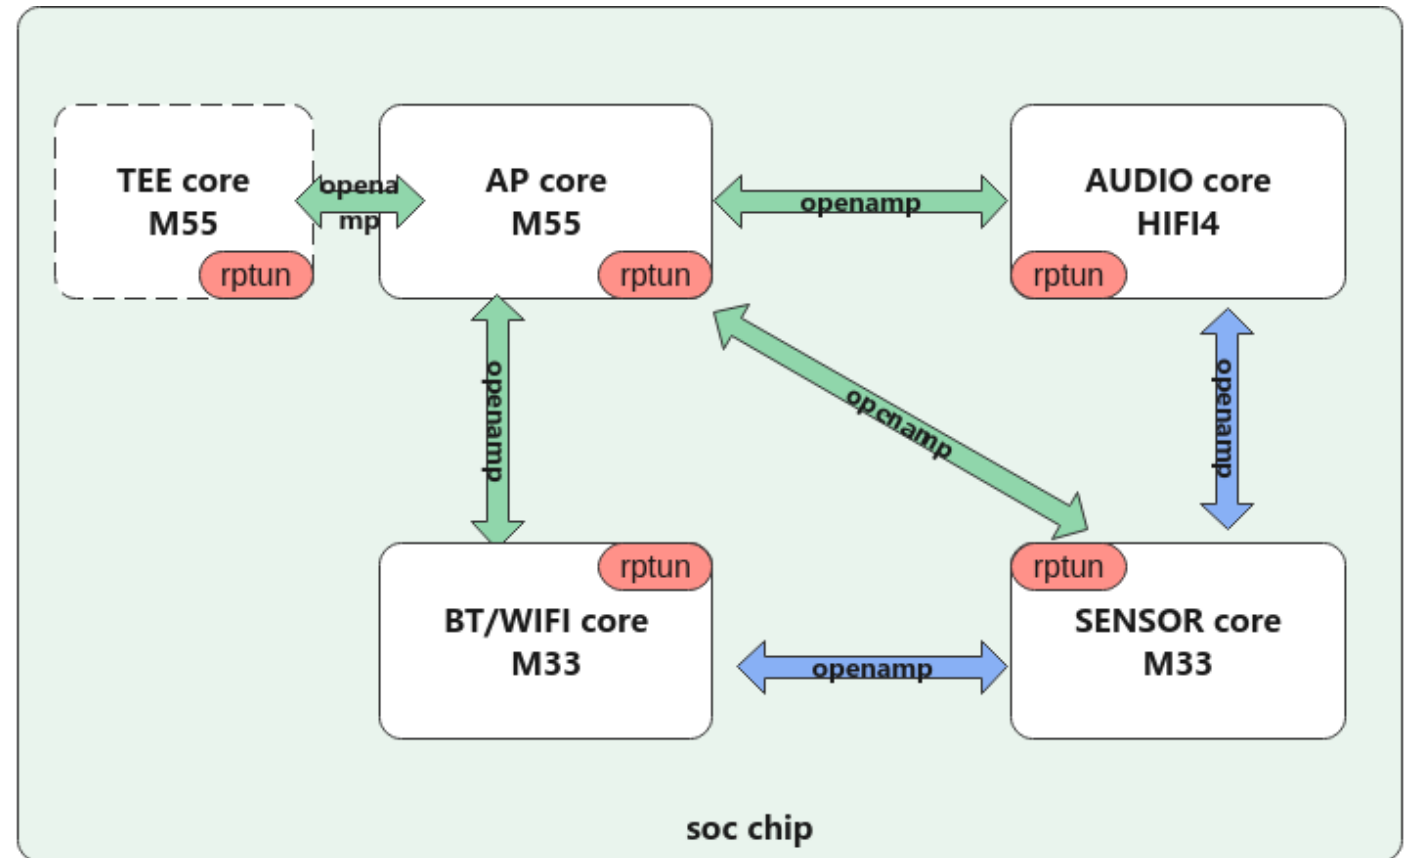 TEE core
M55
rptun
opena
mp
AP core
M55
rptun
openamp
AUDIO core
HIFI4
rptun
openamp
openamp
openamp
BT/WIFI core
M33
rptun
openamp
SENSOR core
M33
rptun
soc chip